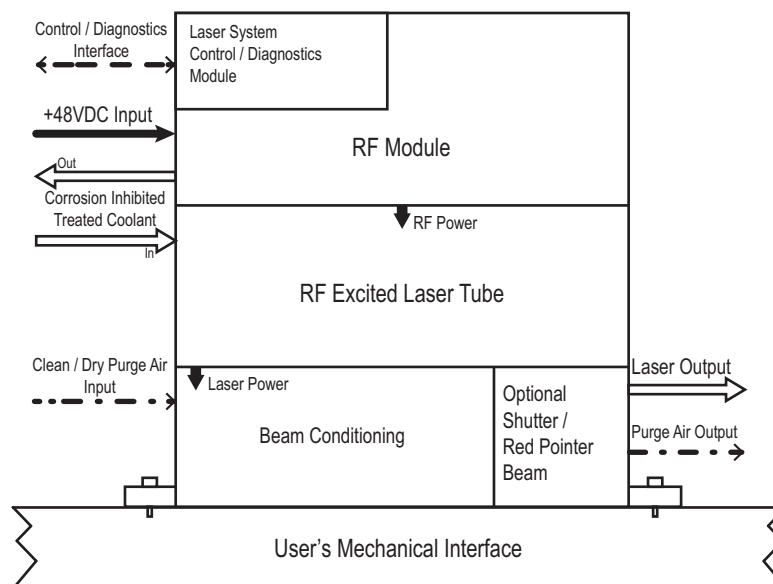 Control / Diagnostics
Interface
Laser System
Control / Diagnostics
Module
+48VDC Input
RF Module
Out
Corrosion Inhibited
Treated Coolant
In
RF Power
RF Excited Laser Tube
Clean / Dry Purge Air
Input
Laser Power
Beam Conditioning
Optional
Shutter /
Red Pointer
Beam
Laser Output
Purge Air Output
User's Mechanical Interface